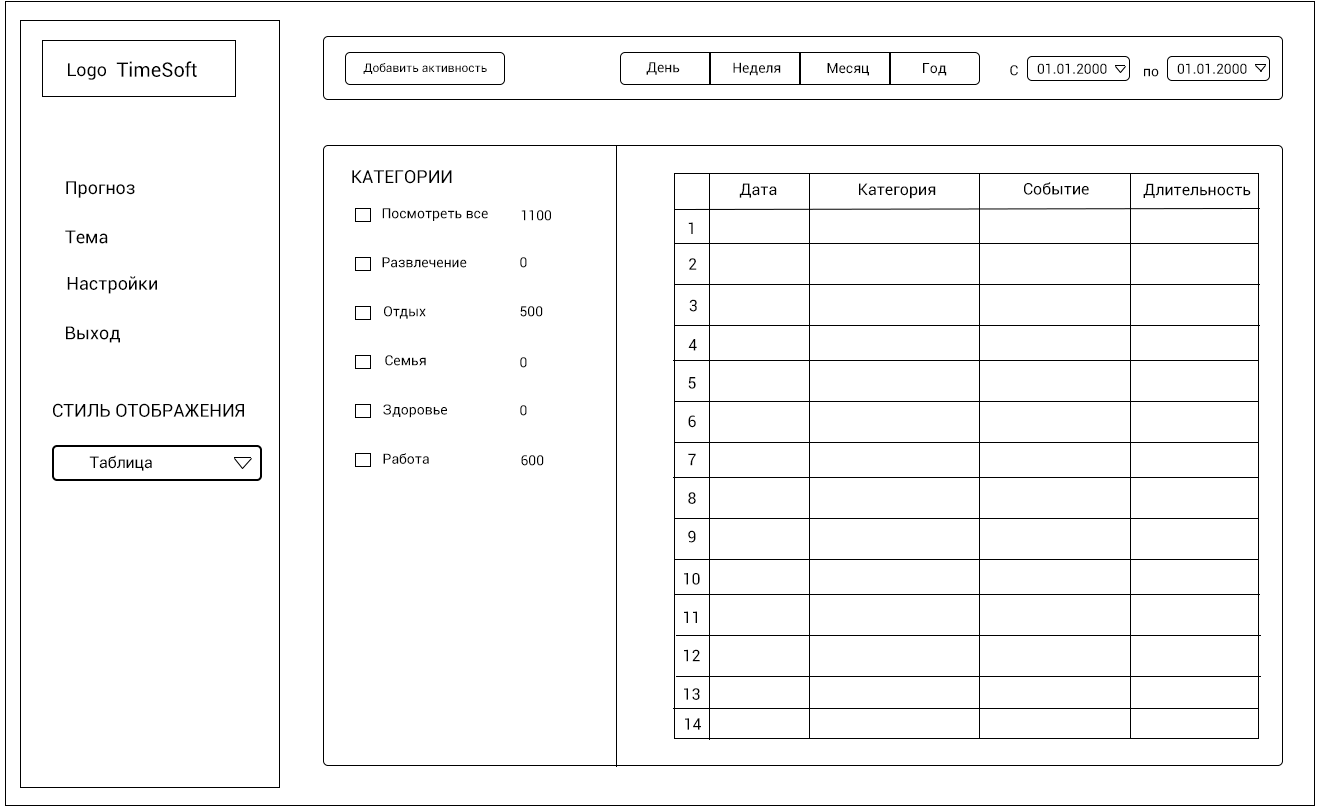 Logo TimeSoft
Прогноз
Тема
Настройки
Выход
СТИЛЬ ОТОБРАЖЕНИЯ
Таблица
Добавить активность
День Неделя Месяц Год
С 01.01.2000 по 01.01.2000
КАТЕГОРИИ
Посмотреть все 1100
Развлечение 0
Отдых 500
Семья 0
Здоровье 0
Работа 600
Дата Категория Событие Длительность
1
2
3
4
5
6
7
8
9
10
11
12
13
14